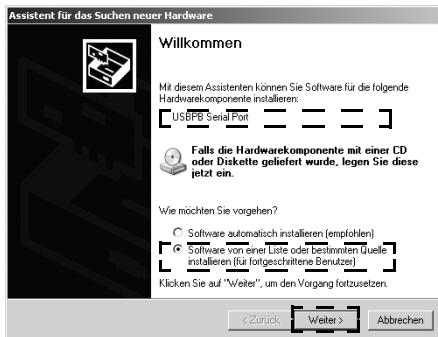 Assistent für das Suchen neuer Hardware
Willkommen
Mit diesem Assistenten können Sie Software für die folgende
Hardwarekomponente installieren:
USBPB Serial Port
Falls die Hardwarekomponente mit einer CD
oder Diskette geliefert wurde, legen Sie diese
jetzt ein.
Wie möchten Sie vorgehen?
Software automatisch installieren (empfohlen)
Software von einer Liste oder bestimmten Quelle
installieren (für fortgeschrittene Benutzer)
Klicken Sie auf "Weiter", um den Vorgang fortzusetzen.
< Zurück Weiter > Abbrechen